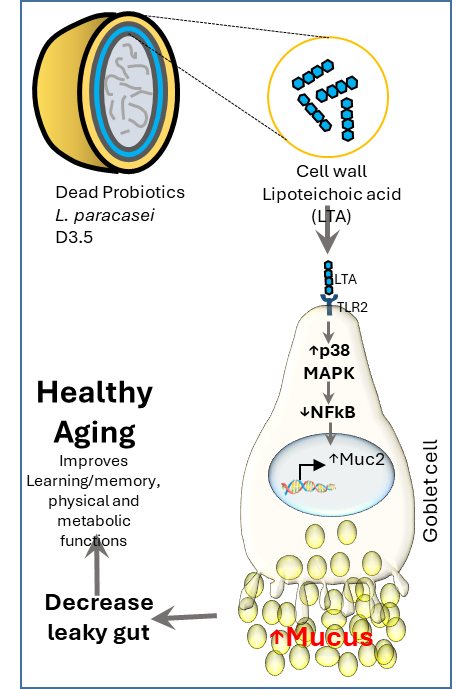 Dead Probiotics
L. paracasei
D3.5
Cell wall
Lipoteichoic acid
(LTA)
LTA
TLR2
↑p38
MAPK
↓NFkB
↑Muc2
Goblet cell
↑Mucus
Decrease
leaky gut
Healthy
Aging
Improves
Learning/memory,
physical and
metabolic
functions